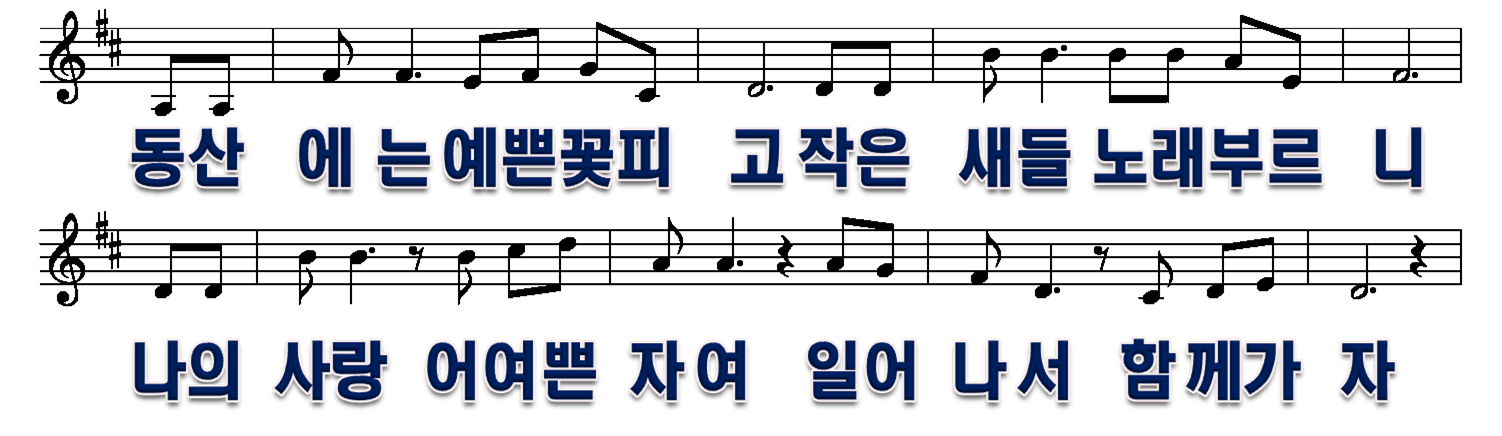 동산 에 는 예쁜꽃피 고 작은 새들 노래부르 니
나의 사랑 어여쁜 자여 일어 나서 함께가 자